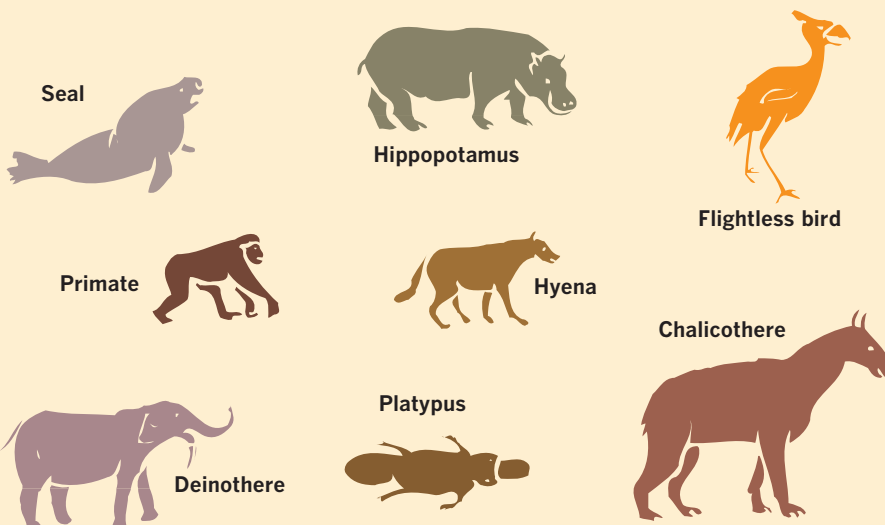 Seal
Hippopotamus
Flightless bird
Primate
Hyena
Chalicothere
Platypus
Deinothere